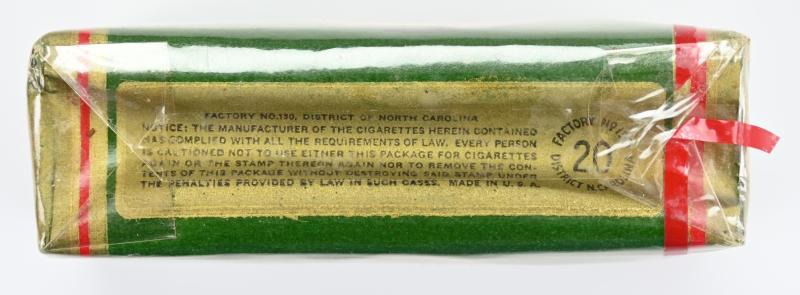 FACTORY NO.130, DISTRICT OF NORTH CAROLINA
NOTICE: THE MANUFACTURER OF THE CIGARETTES HEREIN CONTAINED
HAS COMPLIED WITH ALL THE REQUIREMENTS OF LAW. EVERY PERSON
IS CAUTIONED NOT TO USE EITHER THIS PACKAGE FOR CIGARETTES
AGAIN OR THE STAMP THEREON AGAIN NOR TO REMOVE THE CON-
TENTS OF THIS PACKAGE WITHOUT DESTROYING SAID STAMP UNDER
THE PENALTIES PROVIDED BY LAW IN SUCH CASES. MADE IN U.S.A.
FACTORY NO.
20
DISTRICT N.CAROLINA